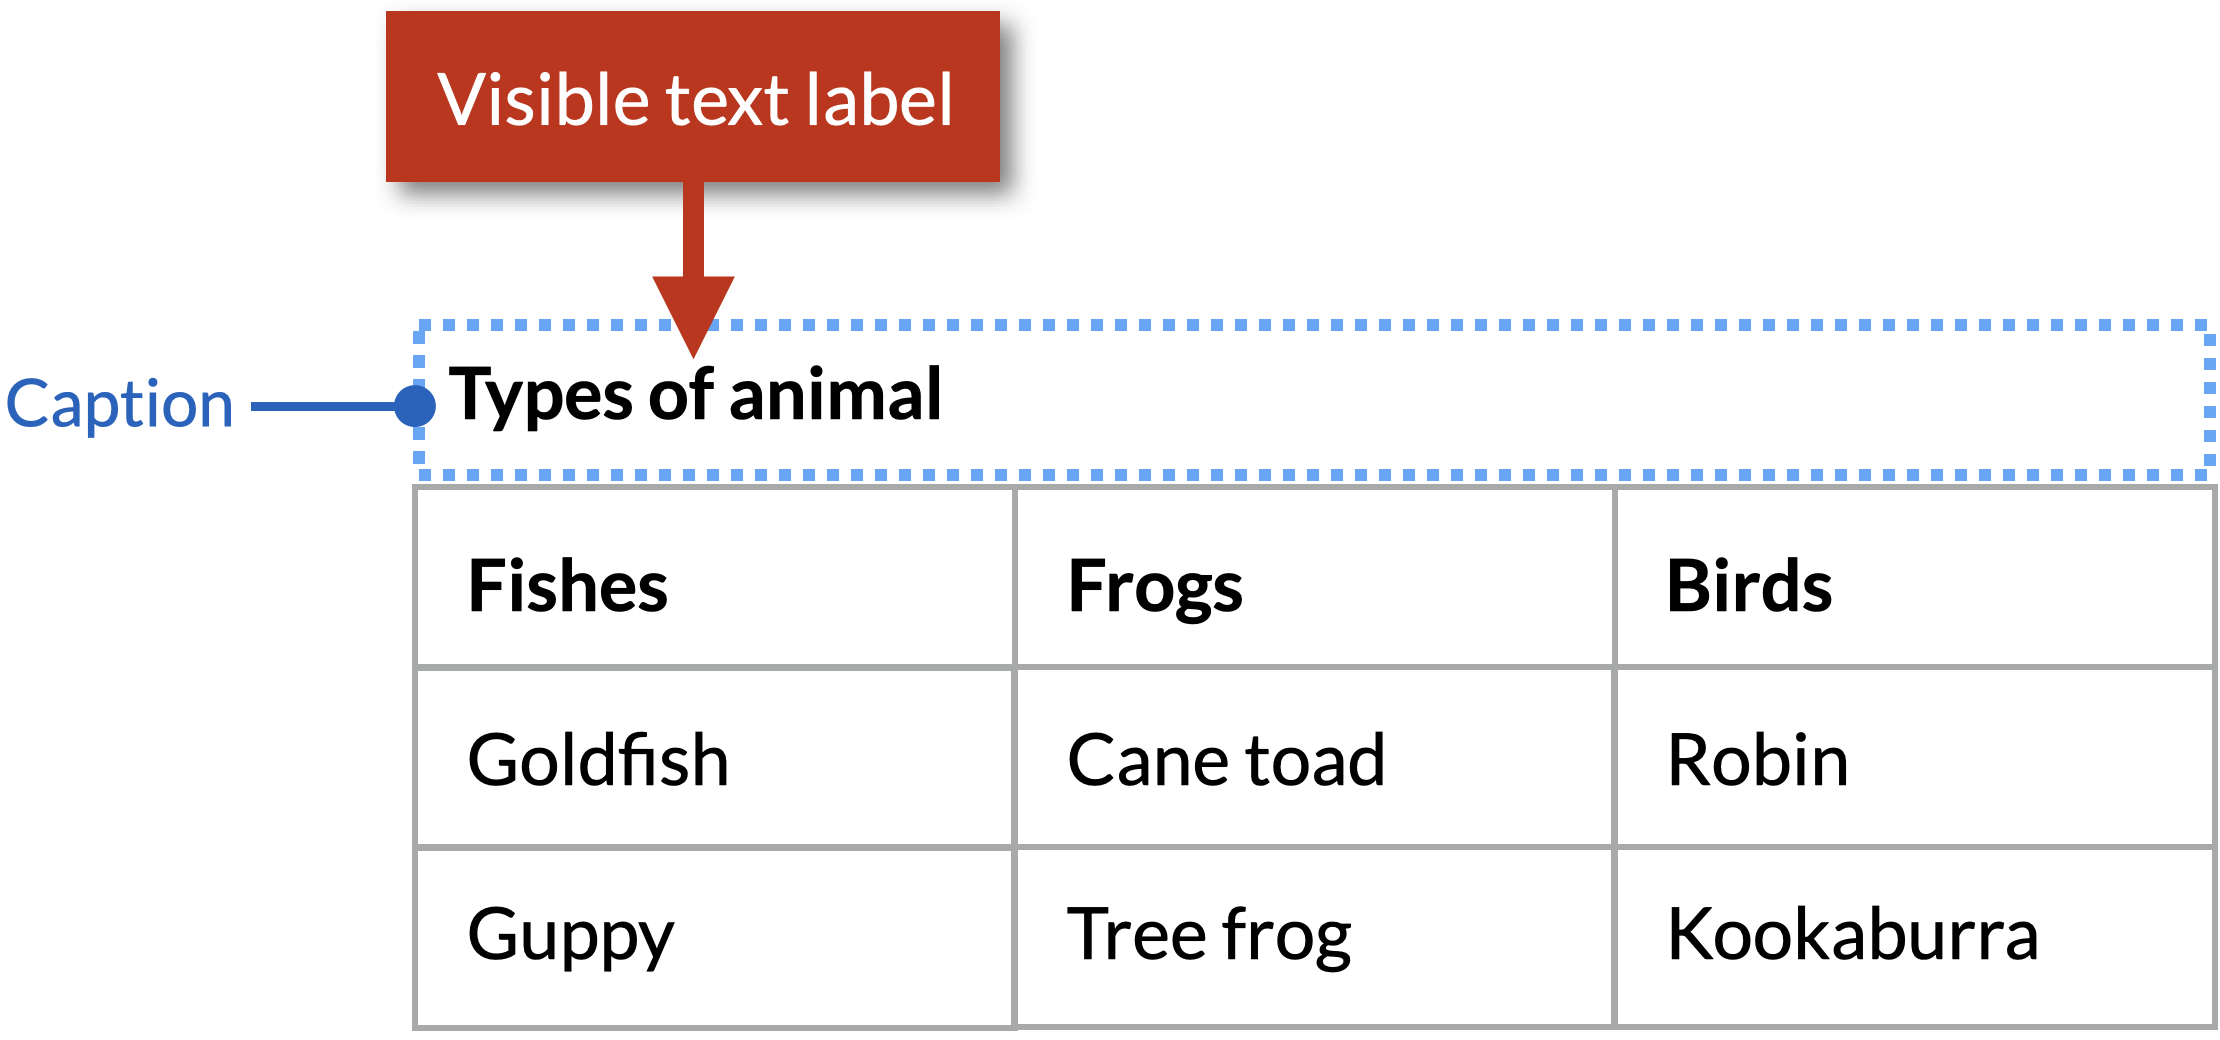 Visible text label
Caption
Types of animal
Fishes Frogs Birds
Goldfish Cane toad Robin
Guppy Tree frog Kookaburra